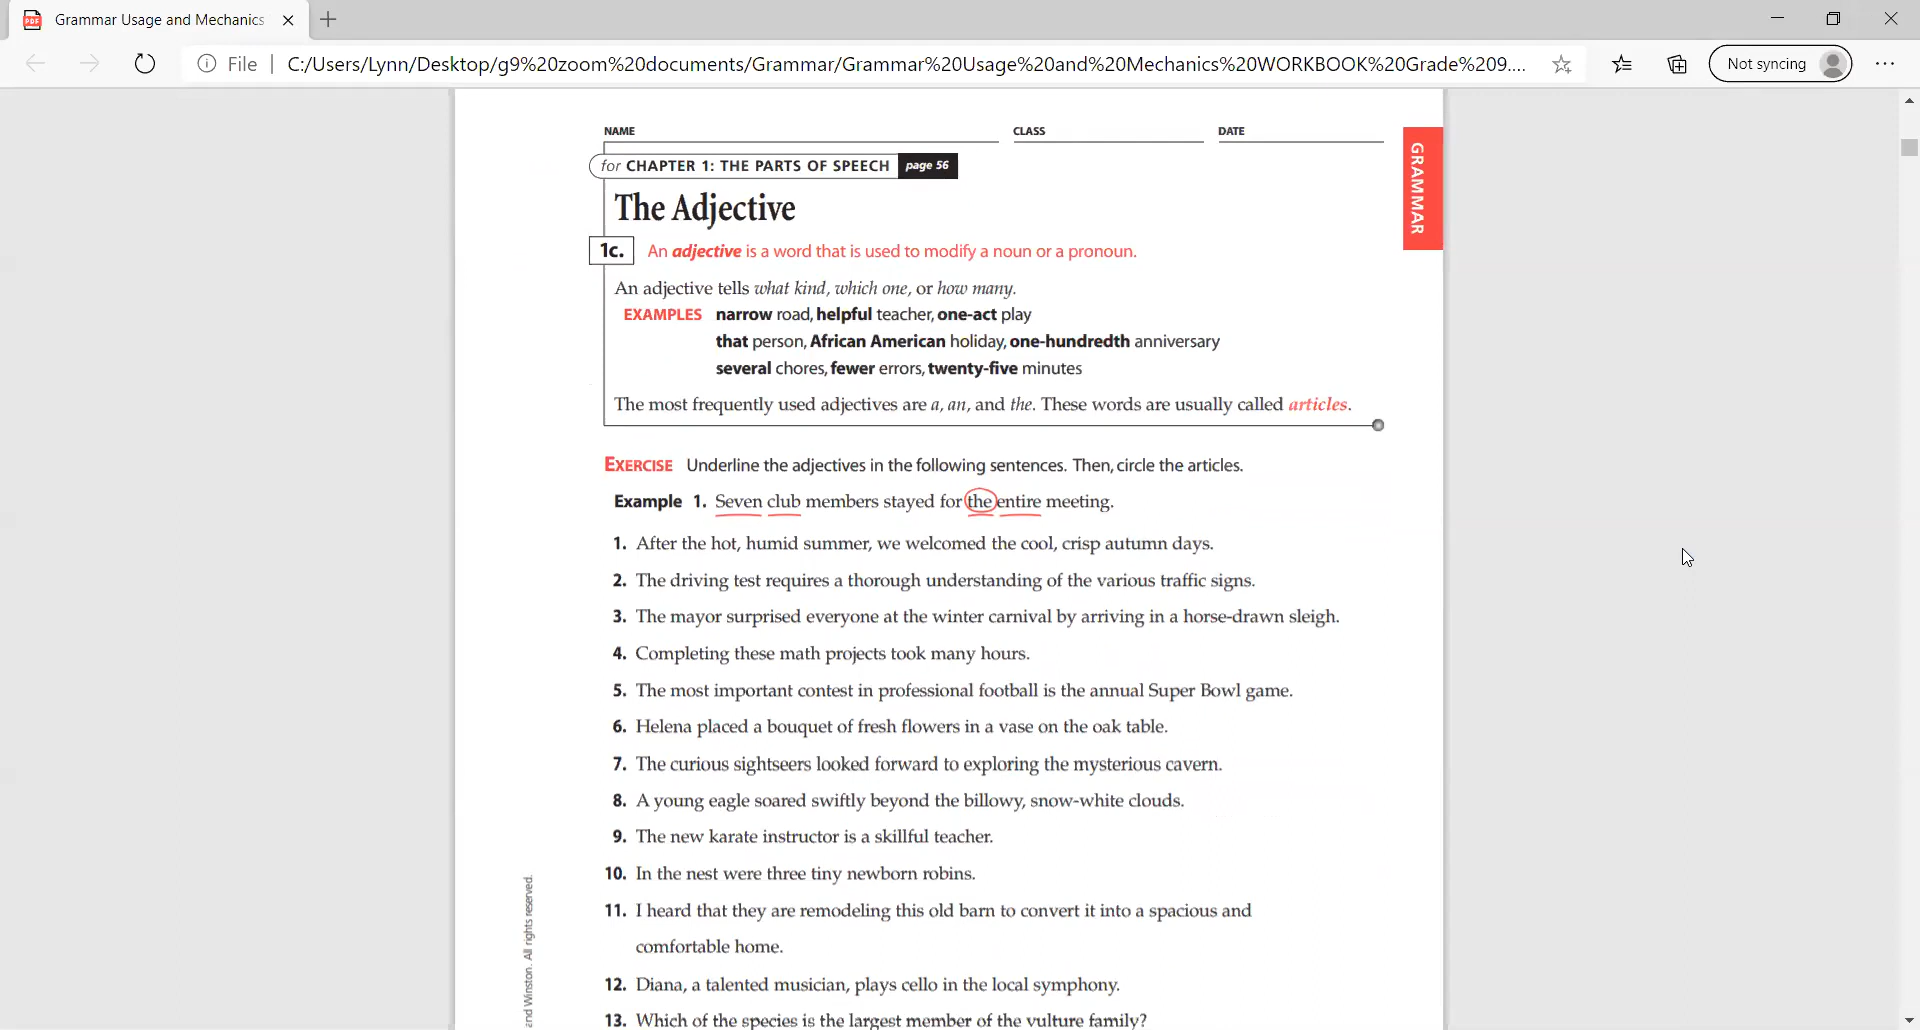 Grammar Usage and Mechanics
File | C:/Users/Lynn/Desktop/g9%20zoom%20documents/Grammar/Grammar%20Usage%20and%20Mechanics%20WORKBOOK%20Grade%209.... Not syncing
NAME CLASS DATE
GRAMMAR
for CHAPTER 1: THE PARTS OF SPEECH page 56
The Adjective
1c. An adjective is a word that is used to modify a noun or a pronoun.
An adjective tells what kind, which one, or how many.
EXAMPLES narrow road, helpful teacher, one-act play
that person, African American holiday, one-hundredth anniversary
several chores, fewer errors, twenty-five minutes
The most frequently used adjectives are a, an, and the. These words are usually called articles.
EXERCISE Underline the adjectives in the following sentences. Then, circle the articles.
Example 1. Seven club members stayed for the entire meeting.
1. After the hot, humid summer, we welcomed the cool, crisp autumn days.
2. The driving test requires a thorough understanding of the various traffic signs.
3. The mayor surprised everyone at the winter carnival by arriving in a horse-drawn sleigh.
4. Completing these math projects took many hours.
5. The most important contest in professional football is the annual Super Bowl game.
6. Helena placed a bouquet of fresh flowers in a vase on the oak table.
7. The curious sightseers looked forward to exploring the mysterious cavern.
8. A young eagle soared swiftly beyond the billowy, snow-white clouds.
9. The new karate instructor is a skillful teacher.
10. In the nest were three tiny newborn robins.
11. I heard that they are remodeling this old barn to convert it into a spacious and
comfortable home.
12. Diana, a talented musician, plays cello in the local symphony.
13. Which of the species is the largest member of the vulture family?
and Winston. All rights reserved.